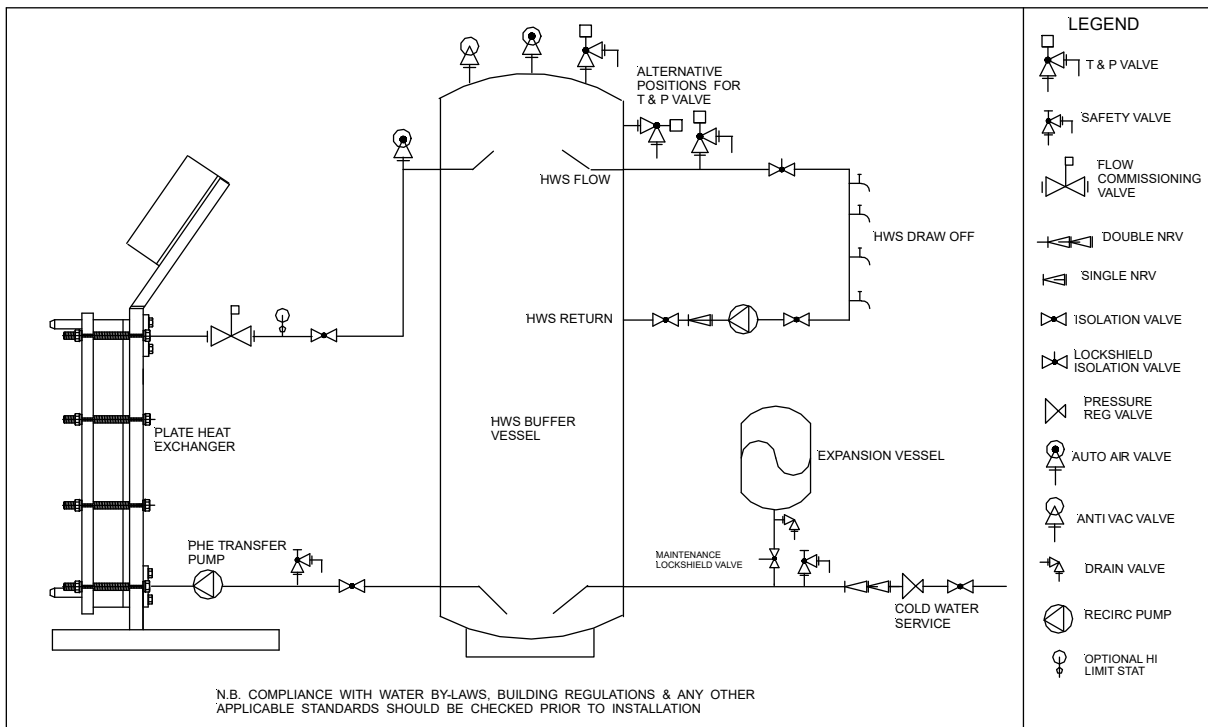 ALTERNATIVE
POSITIONS FOR
T & P VALVE
HWS FLOW
HWS DRAW OFF
HWS RETURN
HWS BUFFER
VESSEL
PLATE HEAT
EXCHANGER
EXPANSION VESSEL
PHE TRANSFER
PUMP
MAINTENANCE
LOCKSHIELD VALVE
COLD WATER
SERVICE
N.B. COMPLIANCE WITH WATER BY-LAWS, BUILDING REGULATIONS & ANY OTHER
APPLICABLE STANDARDS SHOULD BE CHECKED PRIOR TO INSTALLATION
LEGEND
T & P VALVE
SAFETY VALVE
FLOW
COMMISSIONING
VALVE
DOUBLE NRV
SINGLE NRV
ISOLATION VALVE
LOCKSHIELD
ISOLATION VALVE
PRESSURE
REG VALVE
AUTO AIR VALVE
ANTI VAC VALVE
DRAIN VALVE
RECIRC PUMP
OPTIONAL HI
LIMIT STAT